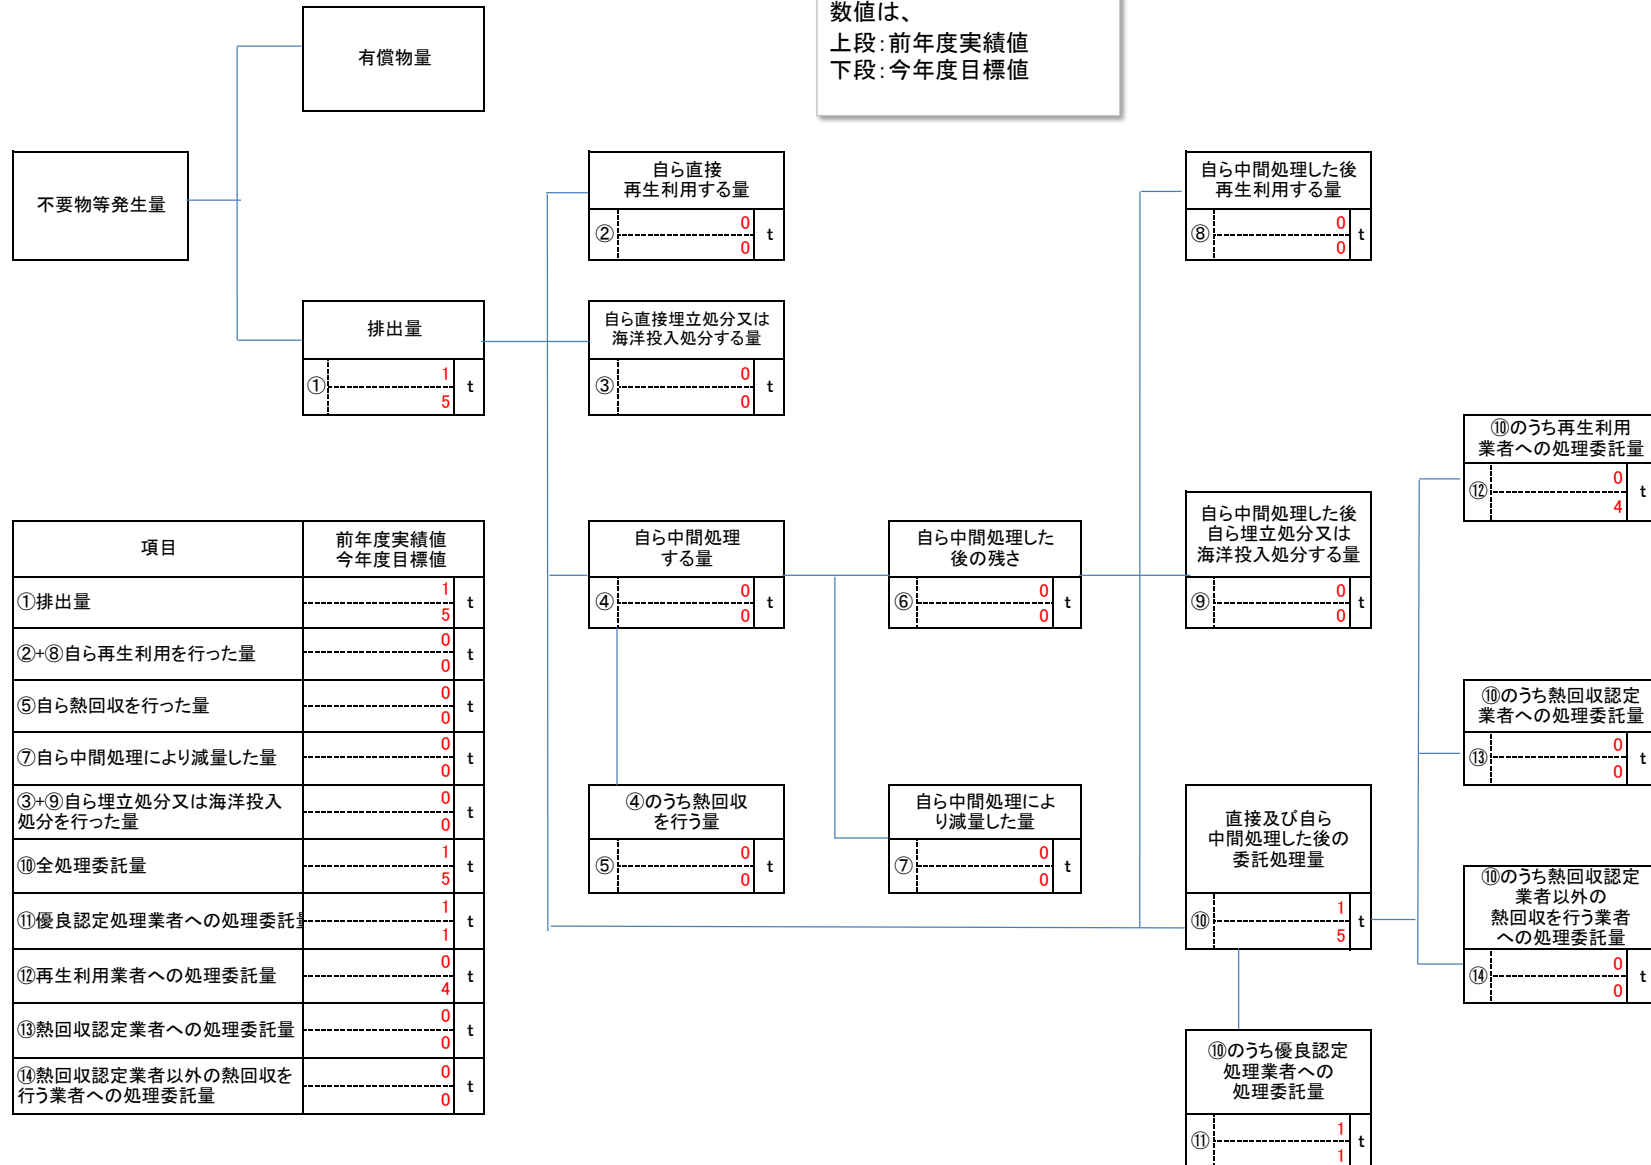 数値は、
上段：前年度実績値
下段：今年度目標値
有償物量
不要物等発生量
自ら直接
再生利用する量
②
0
0
t
自ら中間処理した後
再生利用する量
⑧
0
0
t
排出量
①
1
5
t
自ら直接埋立処分又は
海洋投入処分する量
③
0
0
t
⑩のうち再生利用
業者への処理委託量
⑫
0
4
t
自ら中間処理
する量
④
0
0
t
自ら中間処理した
後の残さ
⑥
0
0
t
自ら中間処理した後
自ら埋立処分又は
海洋投入処分する量
⑨
0
0
t
⑩のうち熱回収認定
業者への処理委託量
⑬
0
0
t
④のうち熱回収
を行う量
⑤
0
0
t
自ら中間処理によ
り減量した量
⑦
0
0
t
直接及び自ら
中間処理した後の
委託処理量
⑩
1
5
t
⑩のうち熱回収認定
業者以外の
熱回収を行う業者
への処理委託量
⑭
0
0
t
⑩のうち優良認定
処理業者への
処理委託量
⑪
1
1
t
項目
前年度実績値
今年度目標値
①排出量
1
5
t
②+⑧自ら再生利用を行った量
0
0
t
⑤自ら熱回収を行った量
0
0
t
⑦自ら中間処理により減量した量
0
0
t
③+⑨自ら埋立処分又は海洋投入
処分を行った量
0
0
t
⑩全処理委託量
1
5
t
⑪優良認定処理業者への処理委託量
1
1
t
⑫再生利用業者への処理委託量
0
4
t
⑬熱回収認定業者への処理委託量
0
0
t
⑭熱回収認定業者以外の熱回収を
行う業者への処理委託量
0
0
t